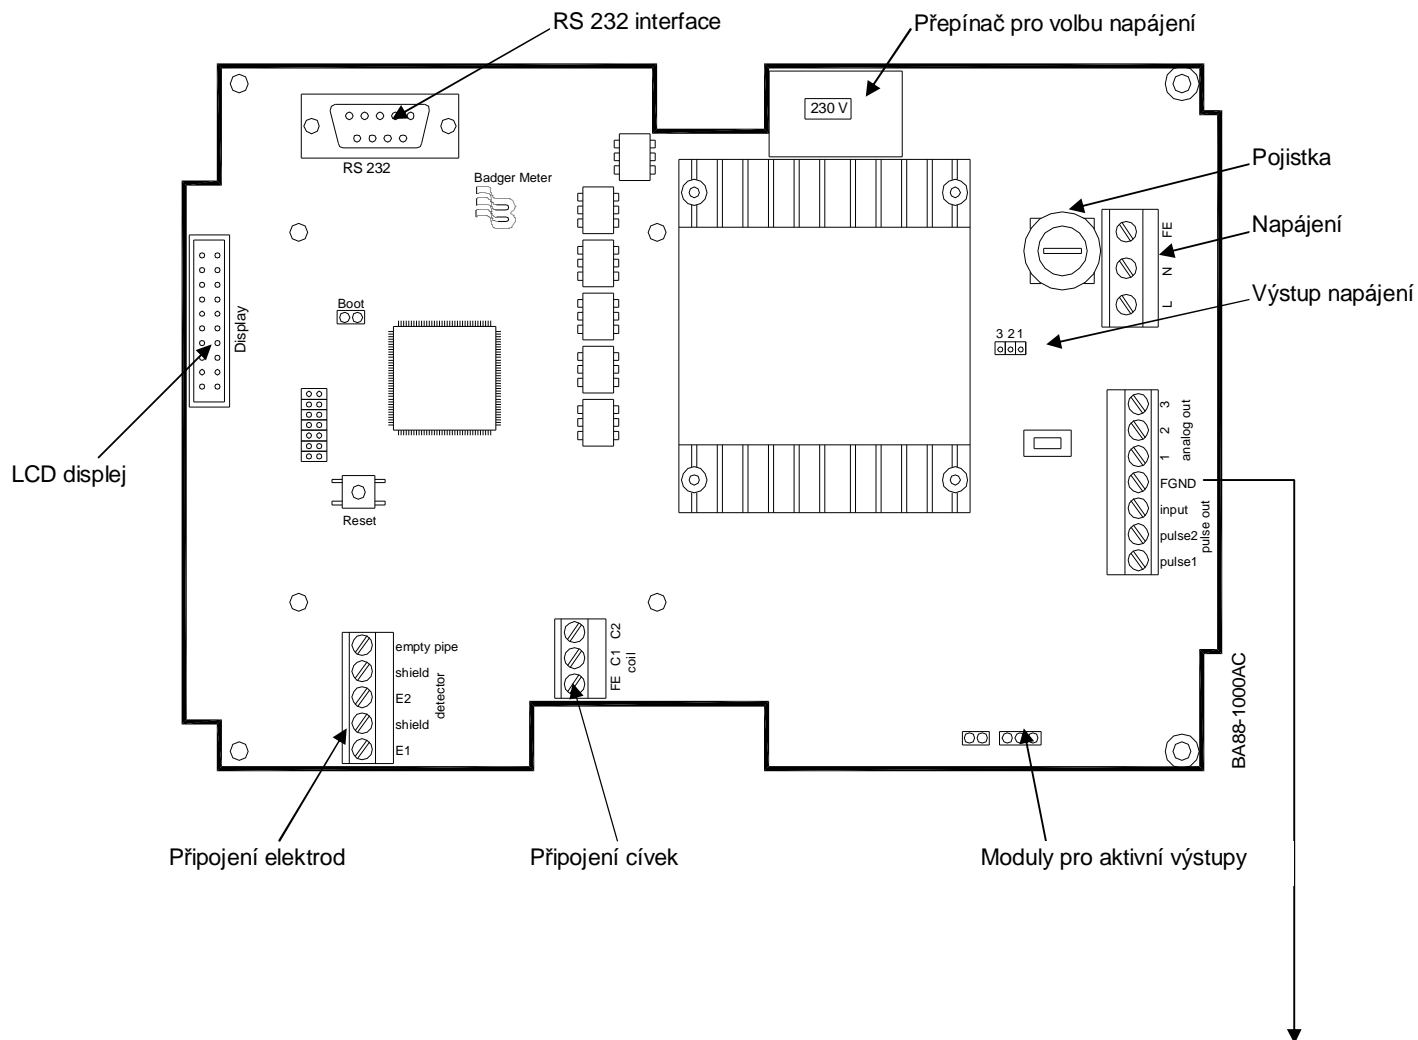 RS 232 interface
Přepínač pro volbu napájení
230 V
RS 232
Badger Meter
Pojistka
FE
N
L
Napájení
Výstup napájení
Boot
Display
3 2 1
LCD displej
Reset
3
2
1
analog out
FGND
input
pulse2
pulse1
pulse out
empty pipe
shield
E2
shield
E1
detector
C2
C1
FE
coil
BA88-1000AC
Připojení elektrod
Připojení cívek
Moduly pro aktivní výstupy